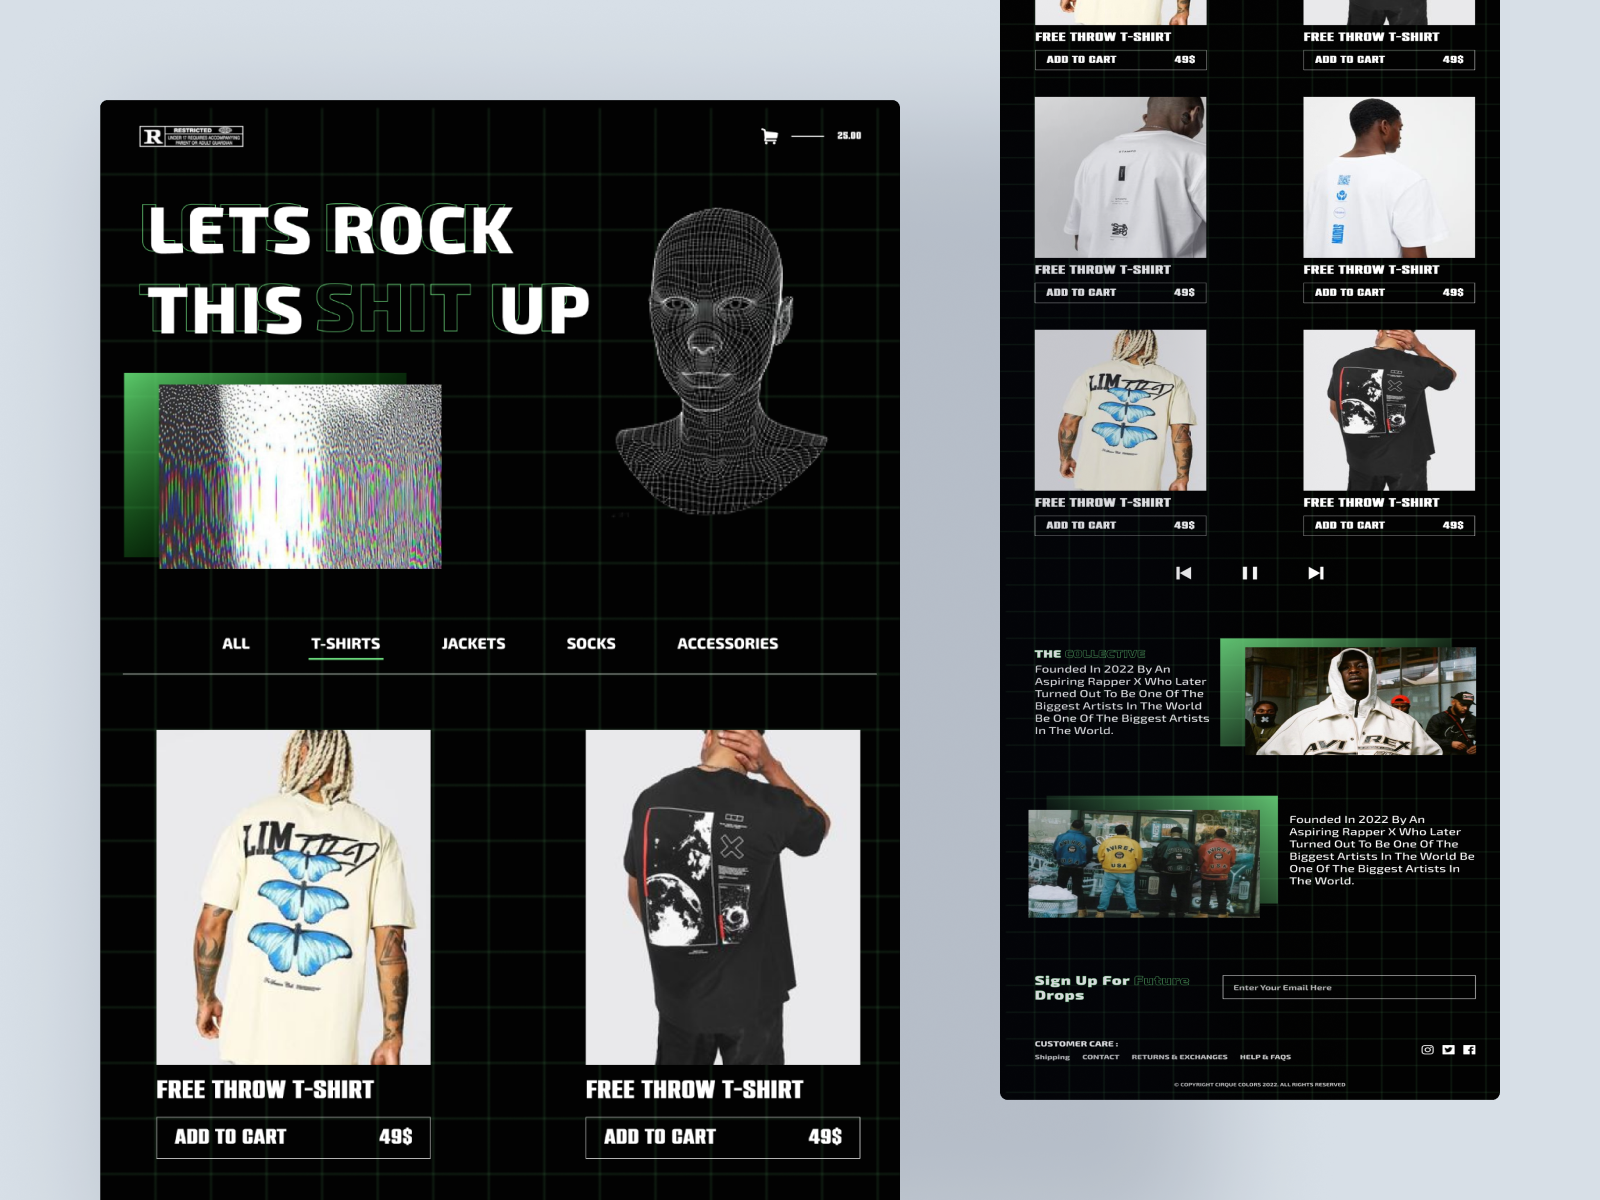 R
RESTRICTED
UNDER 17 REQUIRES ACCOMPANYING
PARENT OR ADULT GUARDIAN
25.00
LETS ROCK
THIS SHIT UP
ALL T-SHIRTS JACKETS SOCKS ACCESSORIES
LIMITED
FREE THROW T-SHIRT
ADD TO CART 49$
FREE THROW T-SHIRT
ADD TO CART 49$
FREE THROW T-SHIRT
ADD TO CART 49$
FREE THROW T-SHIRT
ADD TO CART 49$
FREE THROW T-SHIRT
ADD TO CART 49$
FREE THROW T-SHIRT
ADD TO CART 49$
LIMITED
FREE THROW T-SHIRT
ADD TO CART 49$
FREE THROW T-SHIRT
ADD TO CART 49$
THE COLLECTIVE
Founded In 2022 By An
Aspiring Rapper X Who Later
Turned Out To Be One Of The
Biggest Artists In The World
Be One Of The Biggest Artists
In The World.
AVIREX
AVIREX
USA
Founded In 2022 By An
Aspiring Rapper X Who Later
Turned Out To Be One Of The
Biggest Artists In The World Be
One Of The Biggest Artists In
The World.
Sign Up For Future
Drops
Enter Your Email Here
CUSTOMER CARE :
Shipping CONTACT RETURNS & EXCHANGES HELP & FAQS
© COPYRIGHT CIRQUE COLORS 2022. ALL RIGHTS RESERVED